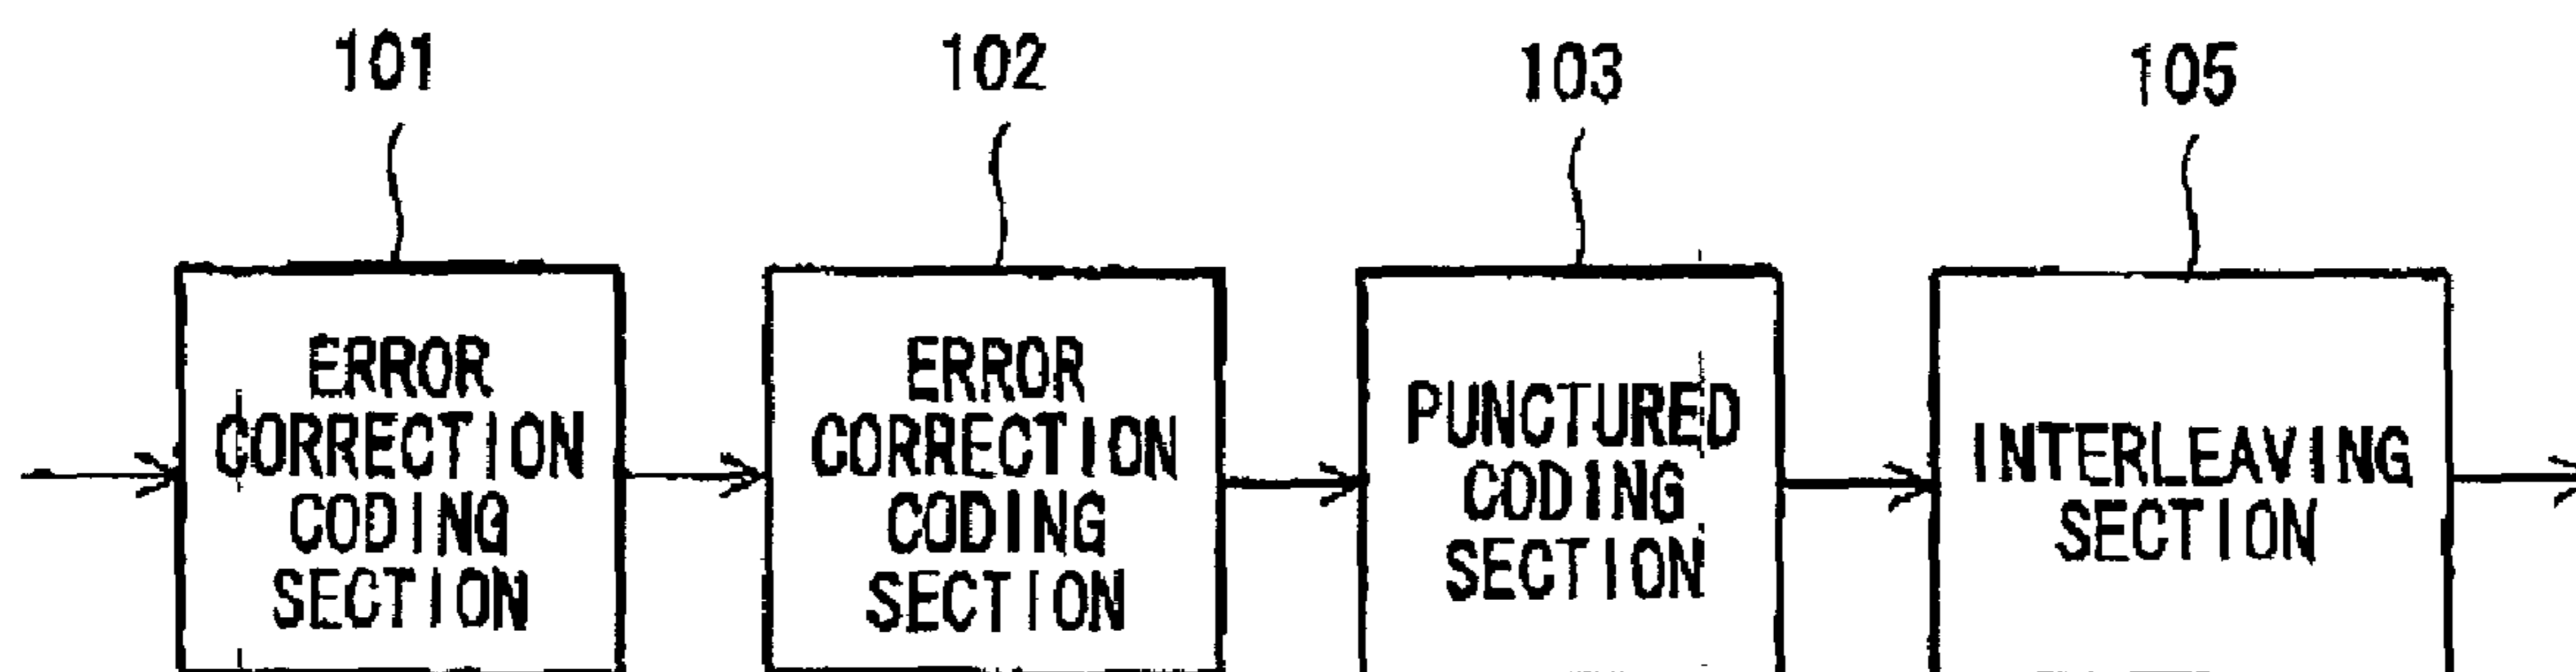 101
102
103
105
ERROR
CORRECTION
CODING
SECTION
ERROR
CORRECTION
CODING
SECTION
PUNCTURED
CODING
SECTION
INTERLEAVING
SECTION